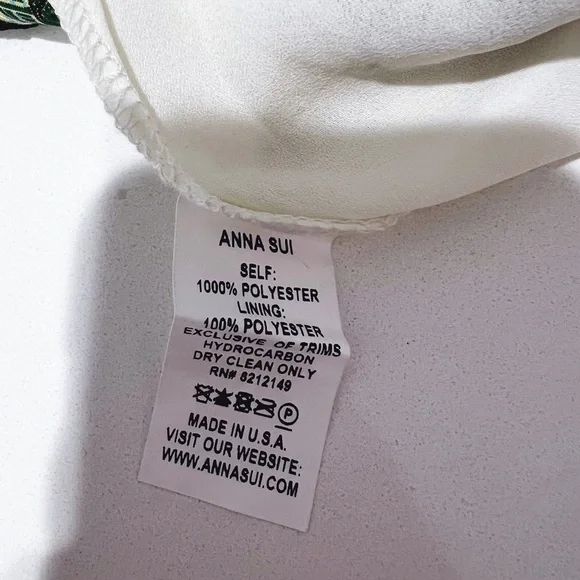 ANNA SUI
SELF:
1000% POLYESTER
LINING:
100% POLYESTER
EXCLUSIVE OF TRIMS
HYDROCARBON
DRY CLEAN ONLY
RN# 8212149
P
MADE IN U.S.A.
VISIT OUR WEBSITE:
WWW.ANNASUI.COM